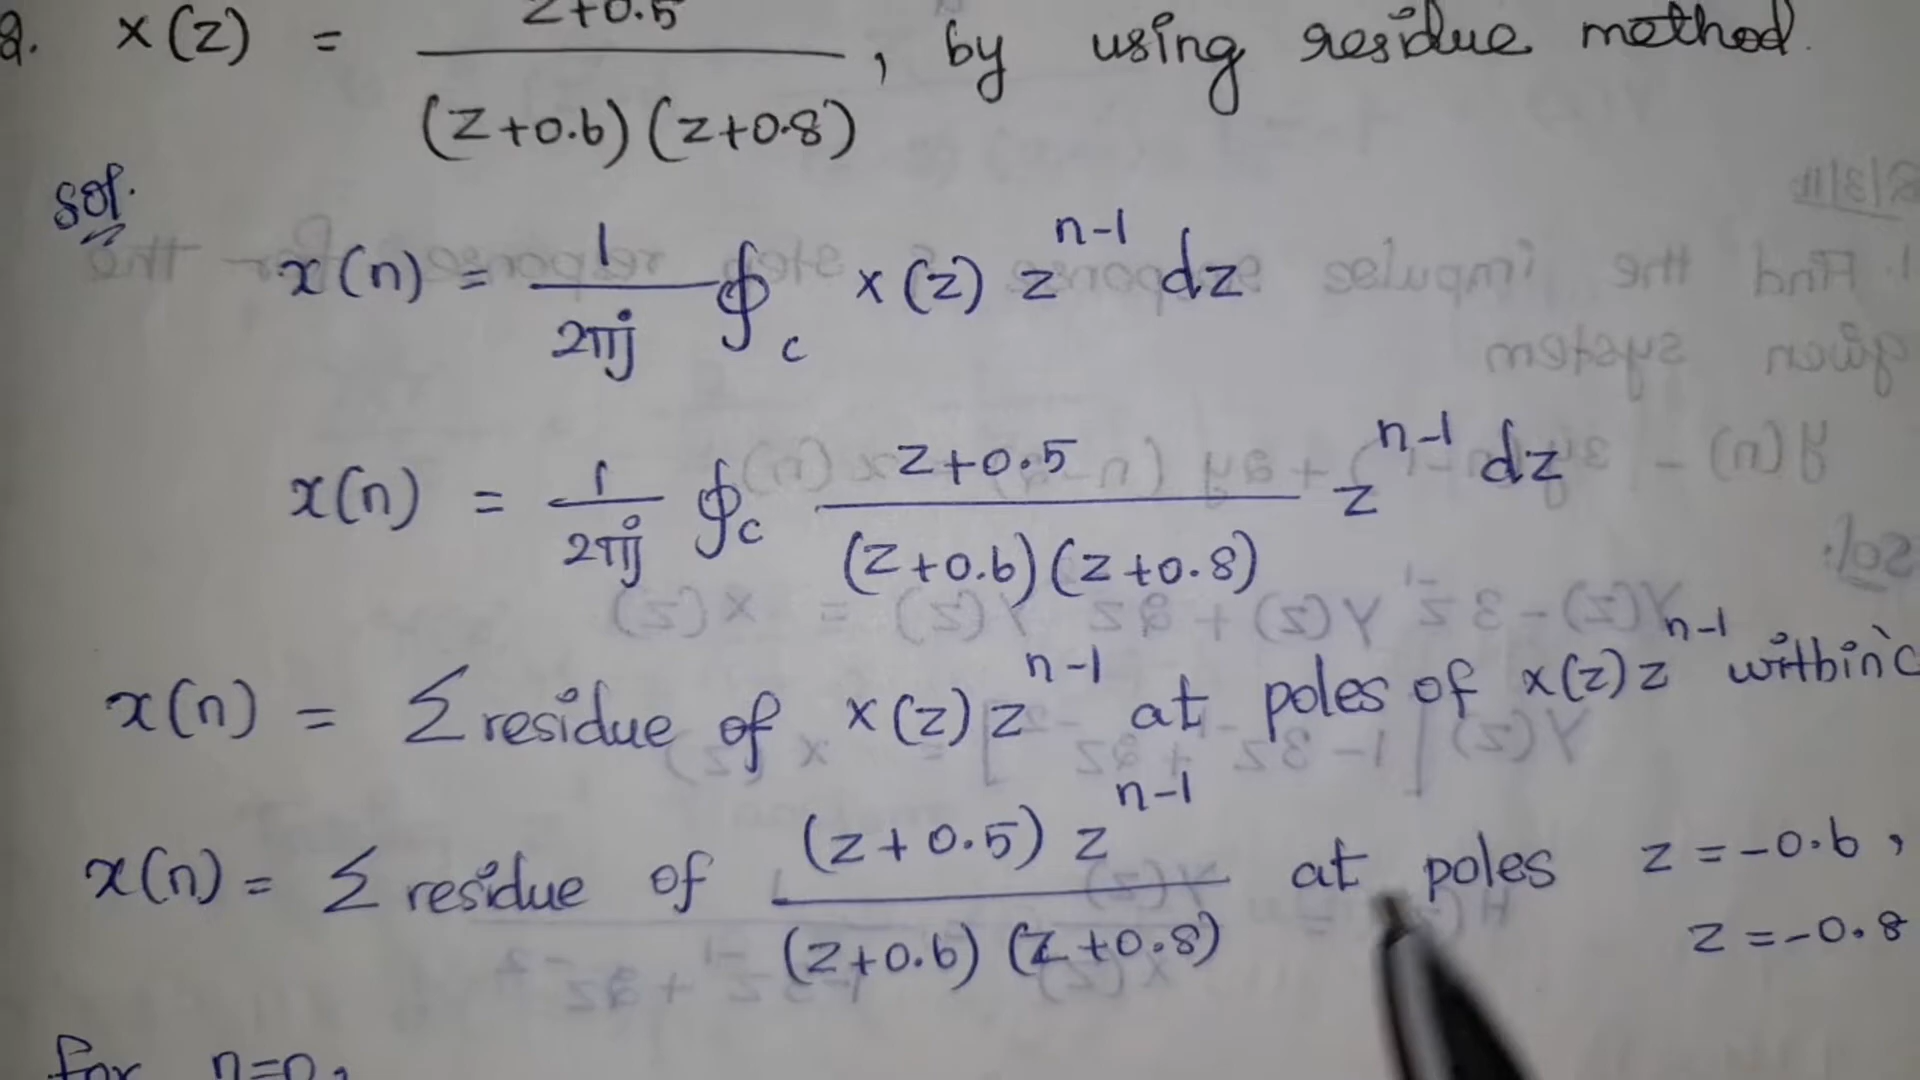 2. x(z) = z+0.5 / (z+0.6)(z+0.8) , by using residue method.
sol.
x(n) = 1/2πj ∮c x(z) z^n-1 dz
x(n) = 1/2πj ∮c z+0.5 / (z+0.6)(z+0.8) z^n-1 dz
x(n) = Σ residue of x(z) z^n-1 at poles of x(z) z^n-1 within c
x(n) = Σ residue of (z+0.5) z^n-1 / (z+0.6)(z+0.8) at poles z = -0.6,
z = -0.8
for n=0,